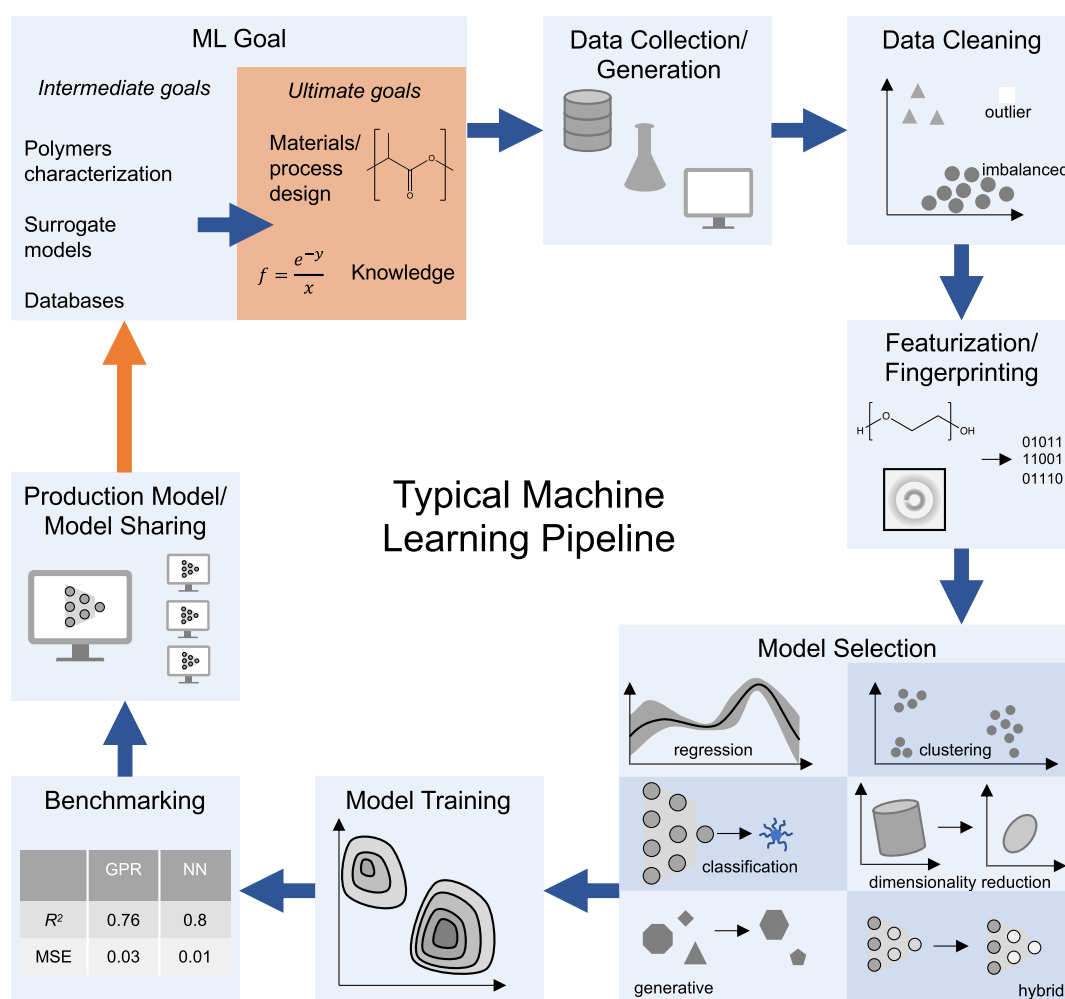 ML Goal
Intermediate goals
Polymers
characterization
Surrogate
models
Databases
Ultimate goals
Materials/
process
design
O
O
f = e^{-y}/x
Knowledge
Data Collection/
Generation
Data Cleaning
outlier
imbalanced
Featurization/
Fingerprinting
H
O
OH
01011
11001
01110
Typical Machine
Learning Pipeline
Model Selection
regression
clustering
classification
dimensionality reduction
generative
hybrid
Model Training
Benchmarking
GPR NN
R² 0.76 0.8
MSE 0.03 0.01
Production Model/
Model Sharing